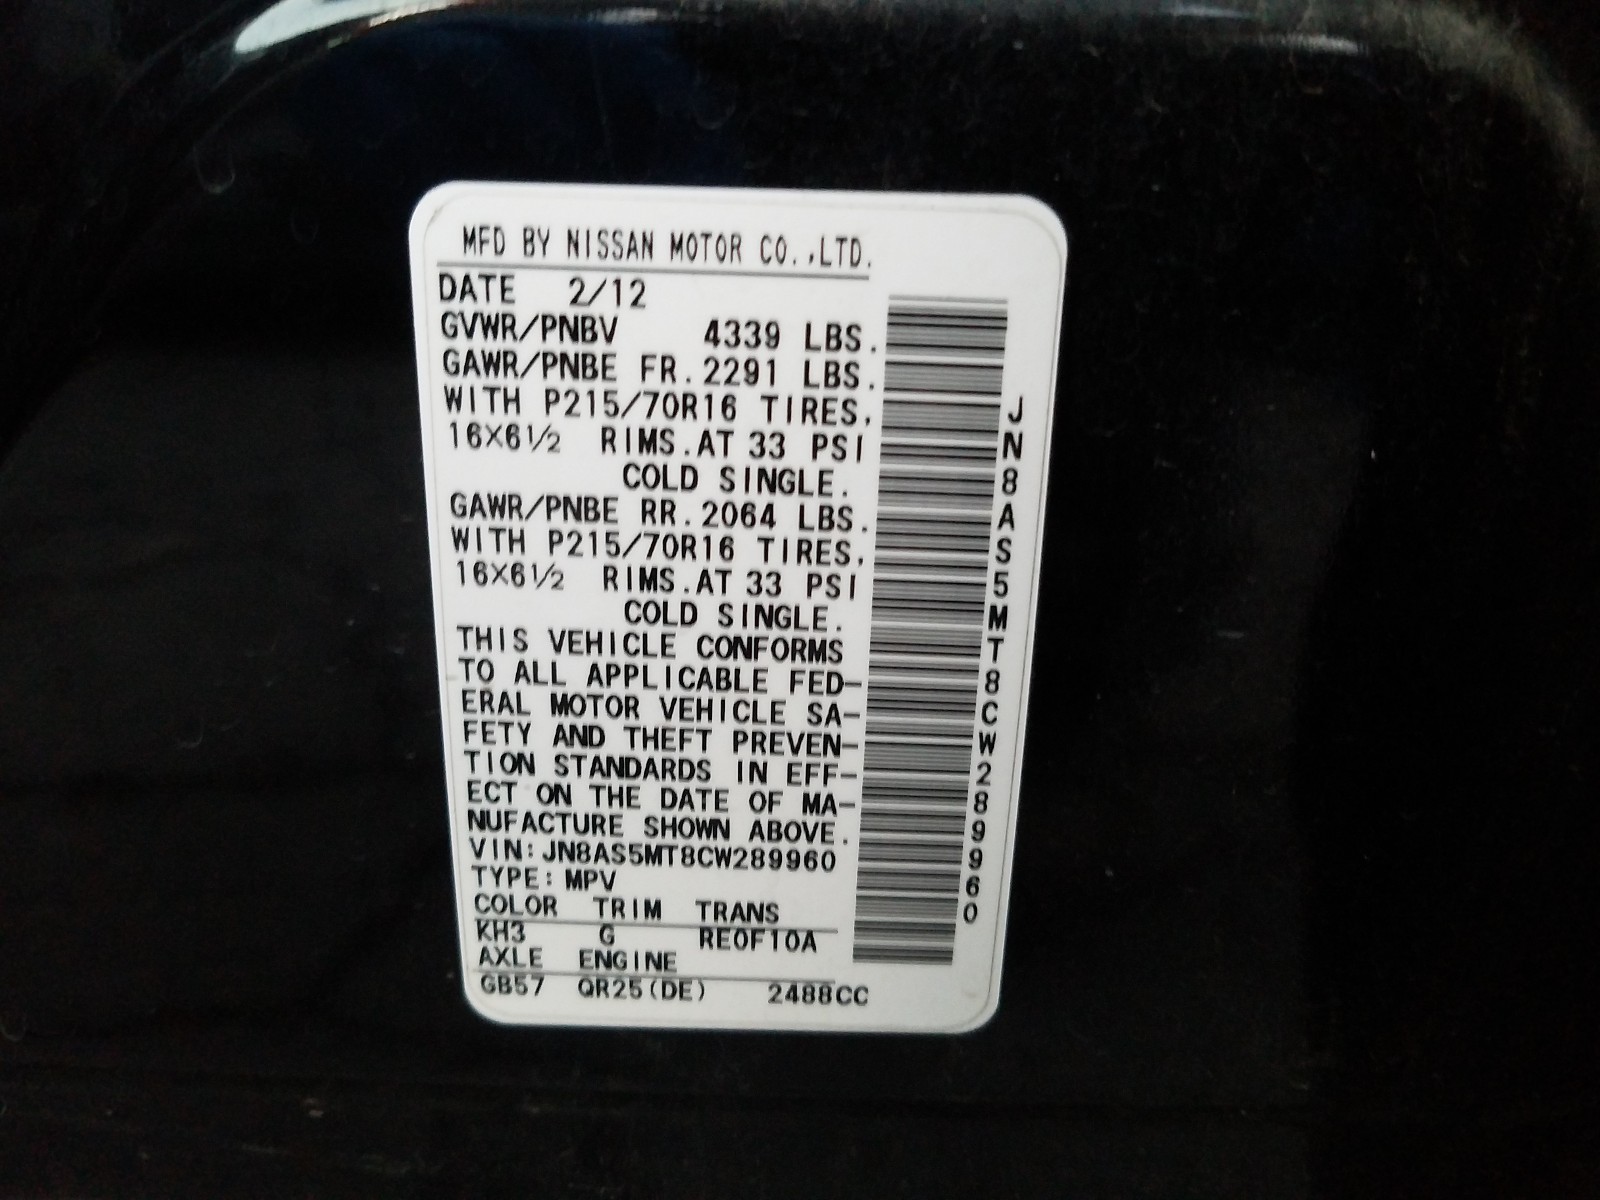 MFD BY NISSAN MOTOR CO.,LTD.
DATE 2/12
GVWR/PNBV 4339 LBS.
GAWR/PNBE FR. 2291 LBS.
WITH P215/70R16 TIRES,
16X6½ RIMS.AT 33 PSI
COLD SINGLE.
GAWR/PNBE RR. 2064 LBS.
WITH P215/70R16 TIRES,
16X6½ RIMS.AT 33 PSI
COLD SINGLE.
THIS VEHICLE CONFORMS
TO ALL APPLICABLE FED-
ERAL MOTOR VEHICLE SA-
FETY AND THEFT PREVEN-
TION STANDARDS IN EFF-
ECT ON THE DATE OF MA-
NUFACTURE SHOWN ABOVE.
VIN:JN8AS5MT8CW289960
TYPE:MPV
COLOR TRIM TRANS
KH3 G RE0F10A
AXLE ENGINE
GB57 QR25(DE) 2488CC
JN8AS5MT8CW289960